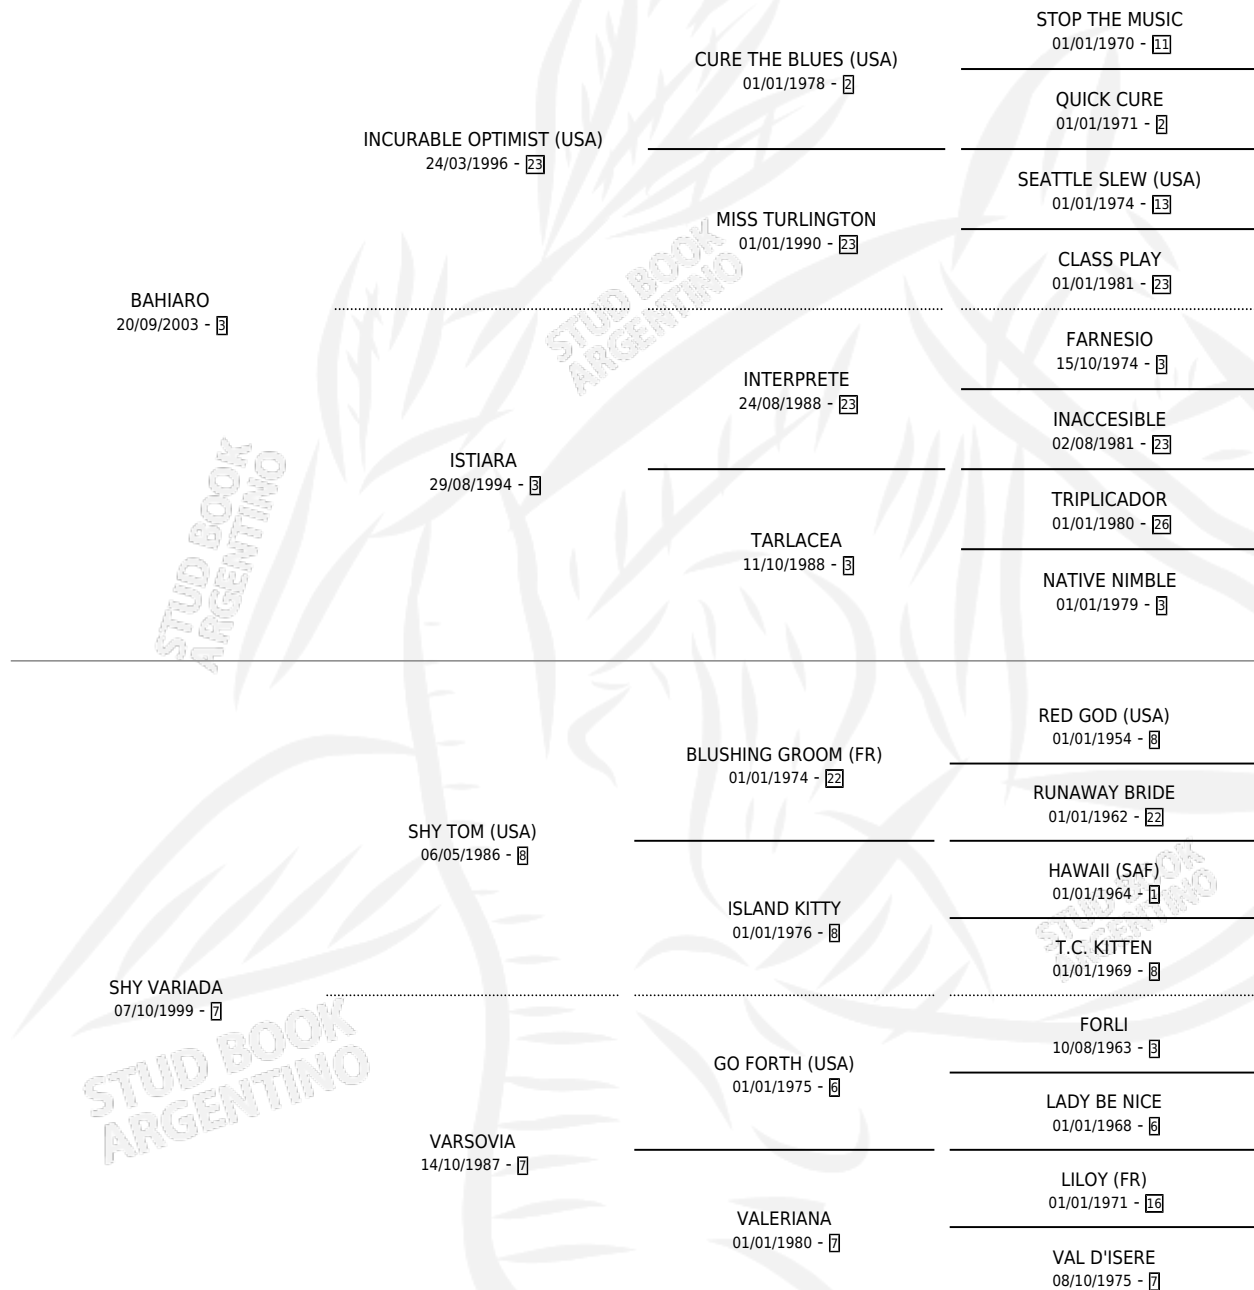 STOP THE MUSIC
01/01/1970 - 11
CURE THE BLUES (USA)
01/01/1978 - 2
QUICK CURE
01/01/1971 - 2
INCURABLE OPTIMIST (USA)
24/03/1996 - 23
SEATTLE SLEW (USA)
01/01/1974 - 13
MISS TURLINGTON
01/01/1990 - 23
CLASS PLAY
01/01/1981 - 23
BAHIARO
20/09/2003 - 3
FARNESIO
15/10/1974 - 3
INTERPRETE
24/08/1988 - 23
INACCESIBLE
02/08/1981 - 23
ISTIARA
29/08/1994 - 3
TRIPLICADOR
01/01/1980 - 26
TARLACEA
11/10/1988 - 3
NATIVE NIMBLE
01/01/1979 - 3
RED GOD (USA)
01/01/1954 - 8
BLUSHING GROOM (FR)
01/01/1974 - 22
RUNAWAY BRIDE
01/01/1962 - 22
SHY TOM (USA)
06/05/1986 - 8
HAWAII (SAF)
01/01/1964 - 1
ISLAND KITTY
01/01/1976 - 8
T.C. KITTEN
01/01/1969 - 8
SHY VARIADA
07/10/1999 - 7
FORLI
10/08/1963 - 3
GO FORTH (USA)
01/01/1975 - 6
LADY BE NICE
01/01/1968 - 6
VARSOVIA
14/10/1987 - 7
LILOY (FR)
01/01/1971 - 16
VALERIANA
01/01/1980 - 7
VAL D'ISERE
08/10/1975 - 7
STUD BOOK
ARGENTINO
STUD BOOK
ARGENTINO
STUD BOOK
ARGENTINO
STUD BOOK
ARGENTINO